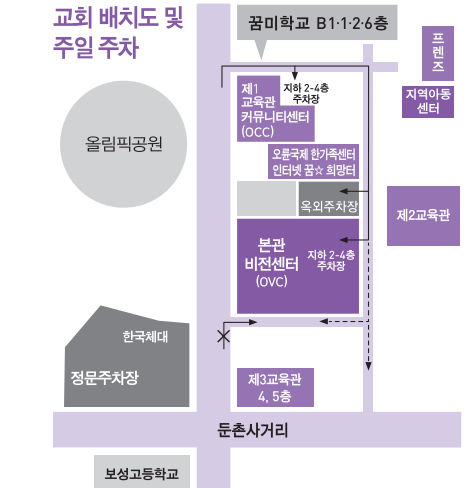 교회 배치도 및
주일 주차
꿈미학교 B1·1·2·6층
프렌즈
지역아동
센터
제1
교육관
커뮤니티센터
(OCC)
지하 2-4층
주차장
올림픽공원
오륜국제 한가족센터
인터넷 꿈☆희망터
옥외주차장
제2교육관
본관
비전센터
(OVC)
지하 2-4층
주차장
한국체대
정문주차장
제3교육관
4, 5층
둔촌사거리
보성고등학교